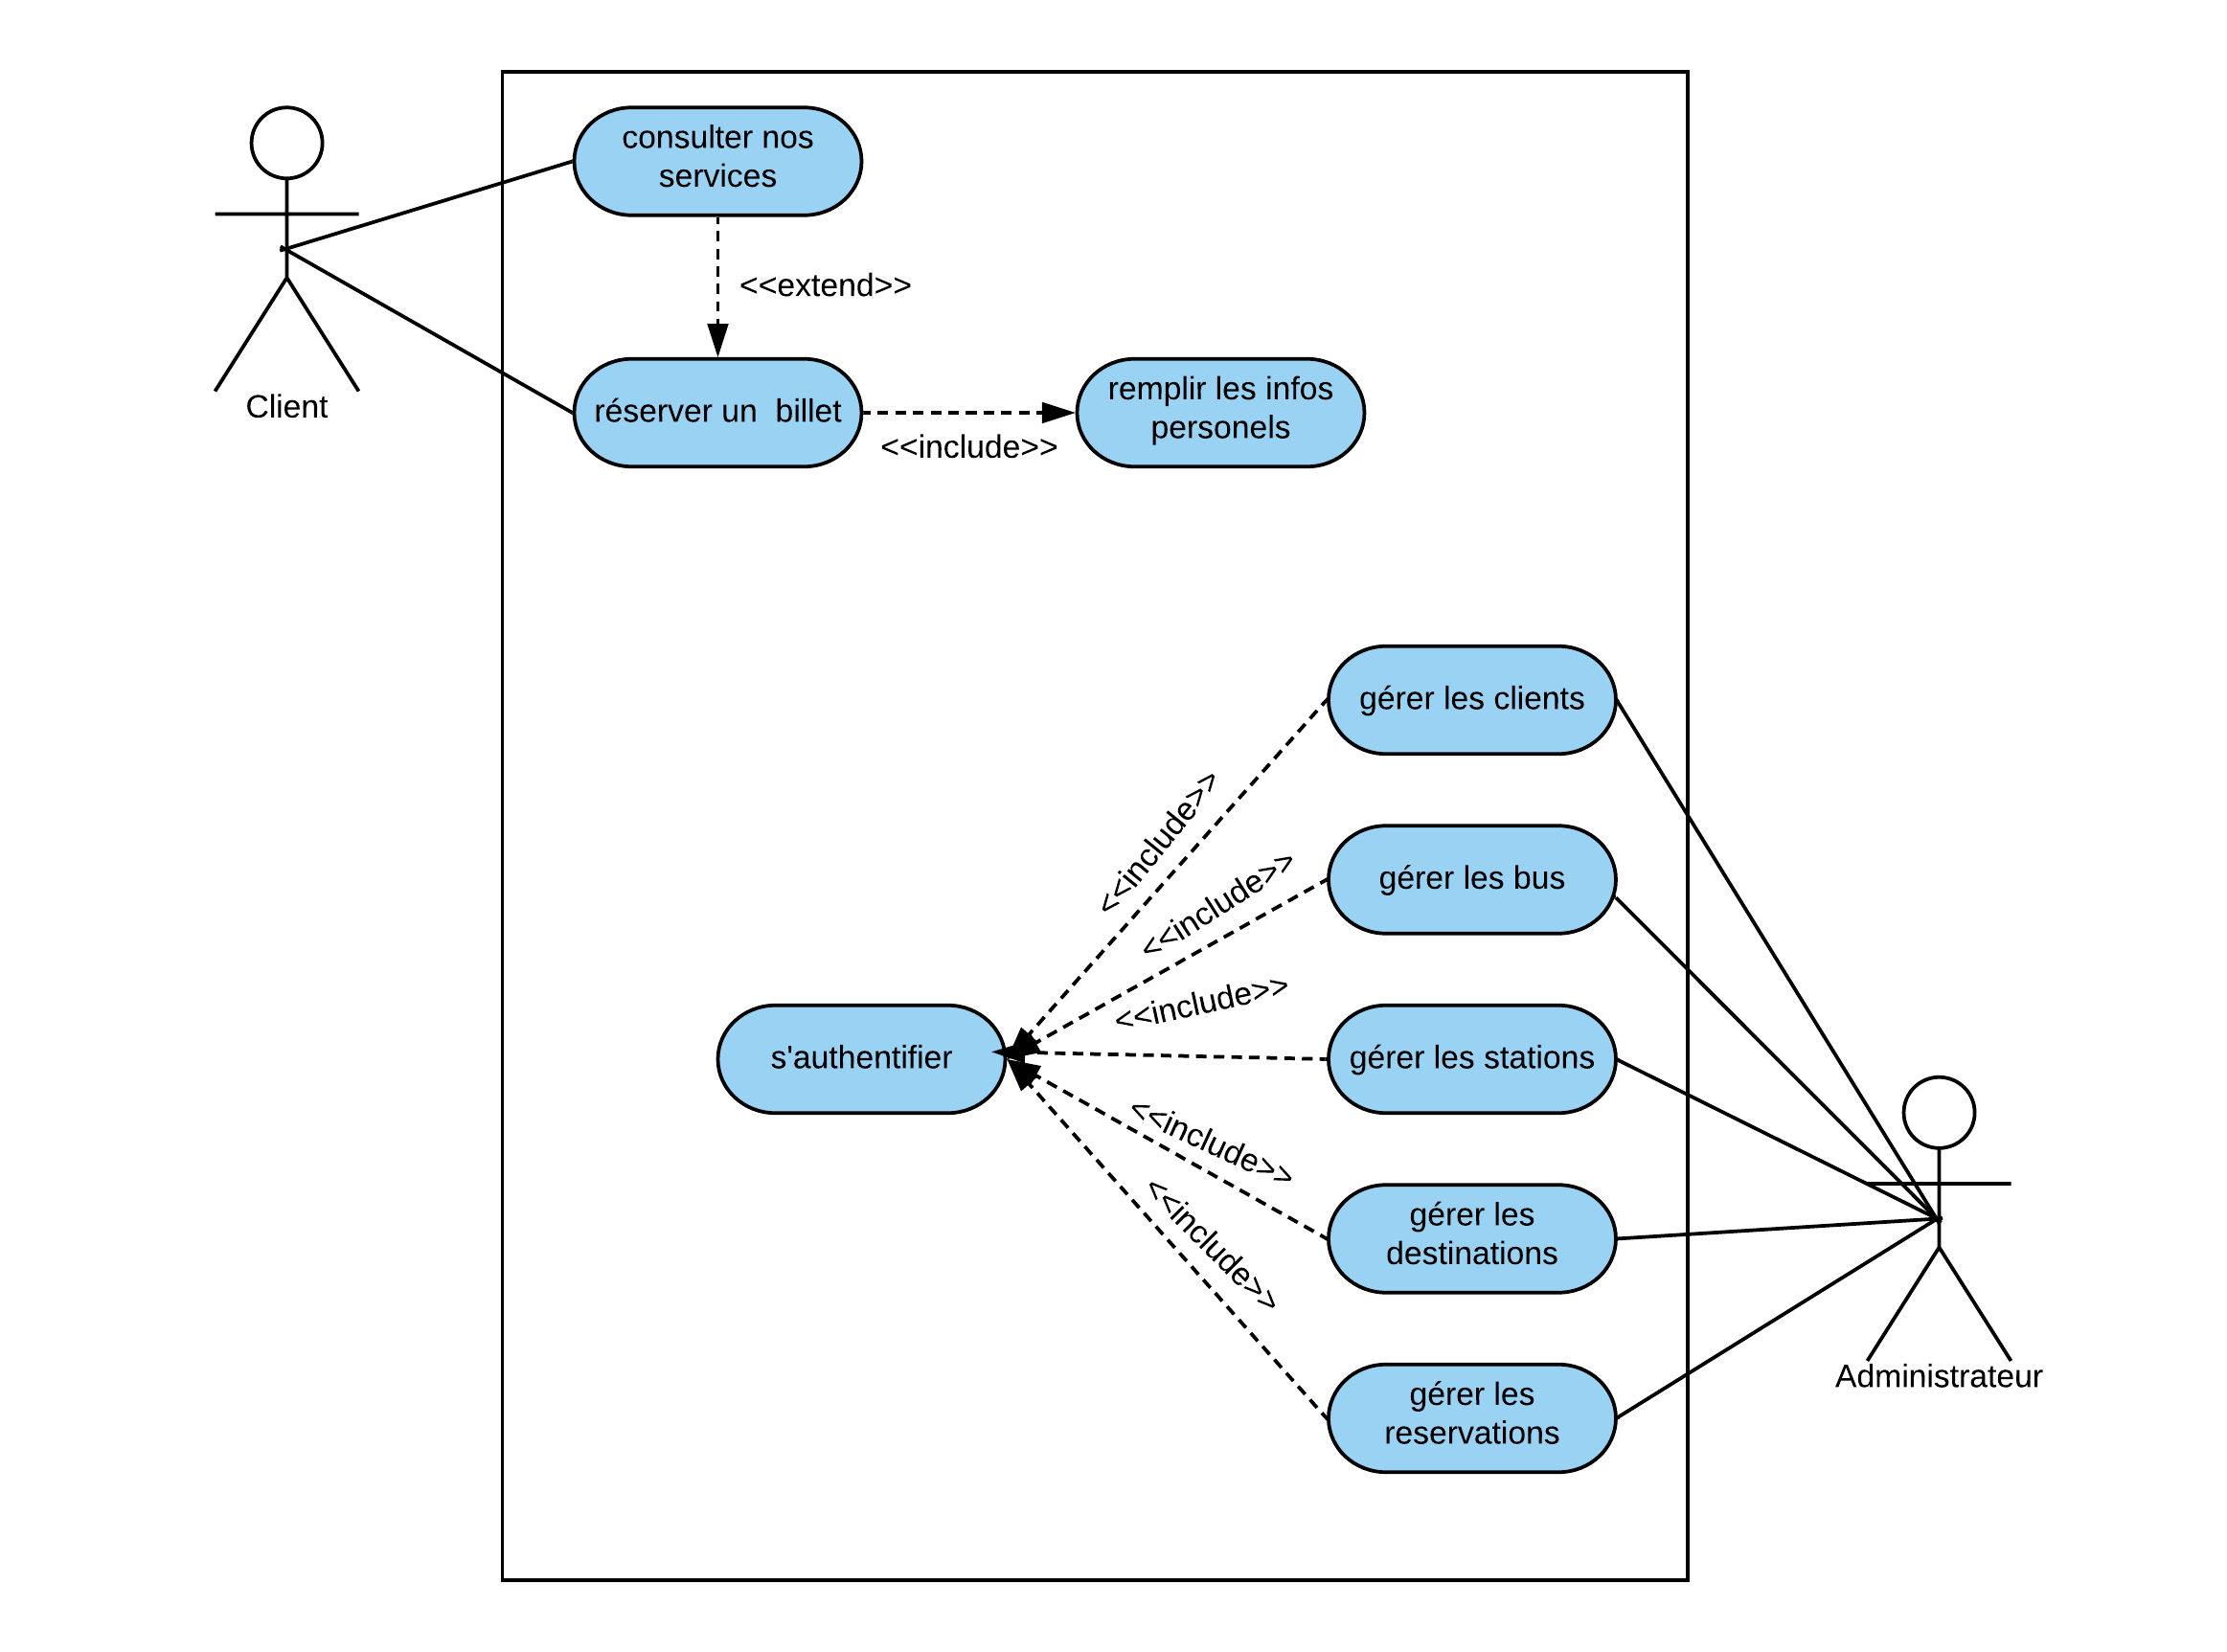 consulter nos
services
<<extend>>
Client
réserver un  billet
remplir les infos
personels
<<include>>
gérer les clients
<<include>>
gérer les bus
<<include>>
<<include>>
s'authentifier
gérer les stations
<<include>>
gérer les
destinations
<<include>>
gérer les
reservations
Administrateur